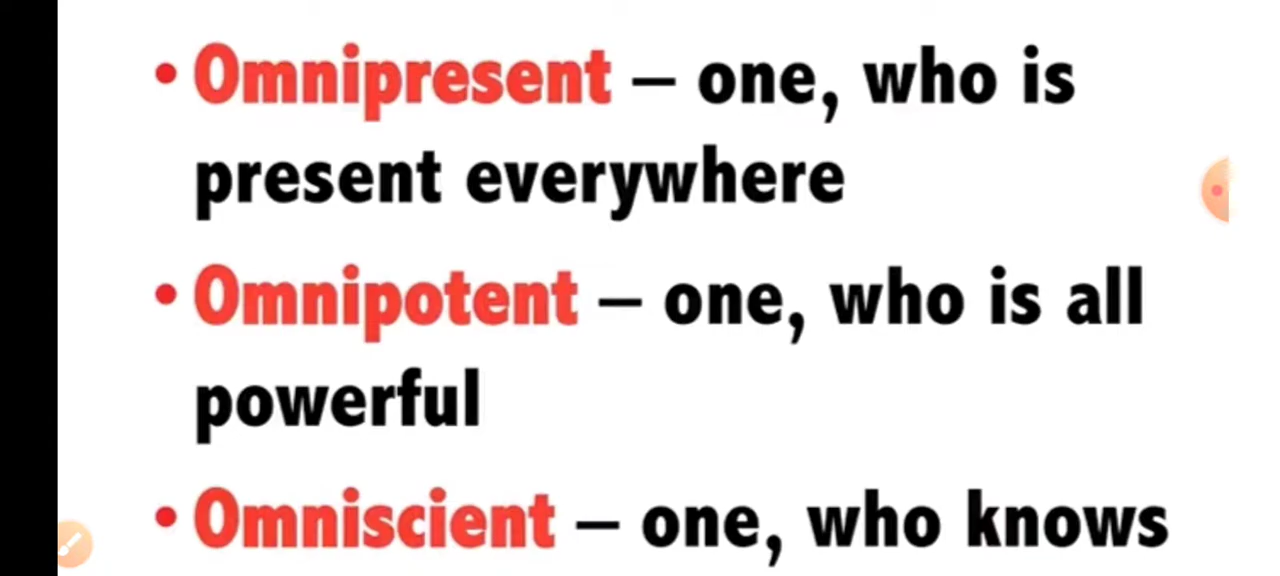 • Omnipresent – one, who is
present everywhere
• Omnipotent – one, who is all
powerful
• Omniscient – one, who knows